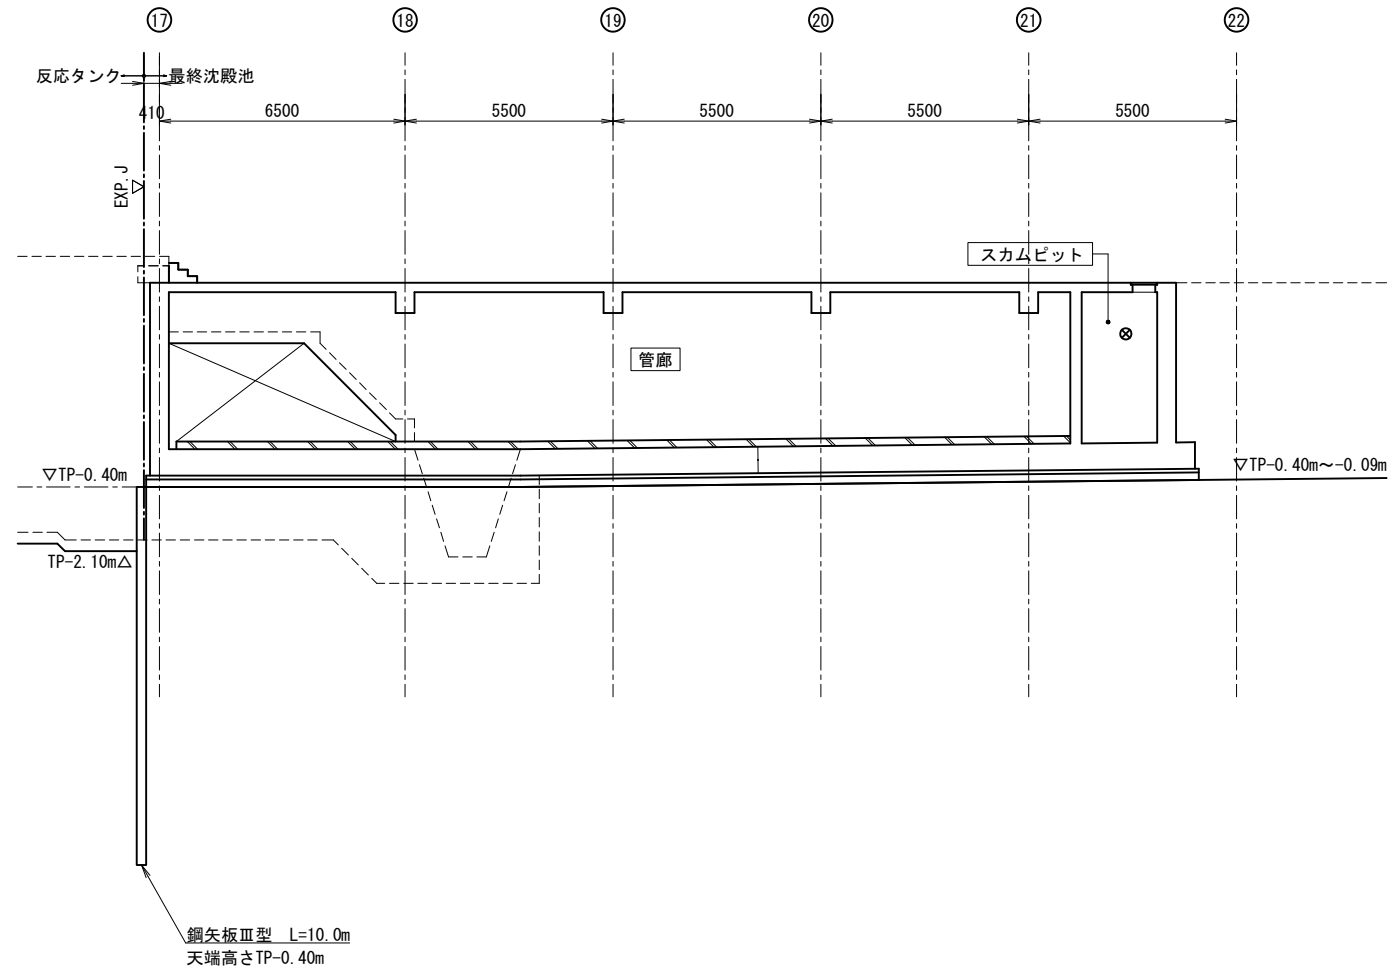 ⑰ ⑱ ⑲ ⑳ ㉑ ㉒
反応タンク 最終沈殿池
410 6500 5500 5500 5500 5500
EXP.J
スカムピット
管廊
▽TP-0.40m
▽TP-0.40m～-0.09m
TP-2.10m△
鋼矢板Ⅲ型 L=10.0m
天端高さTP-0.40m